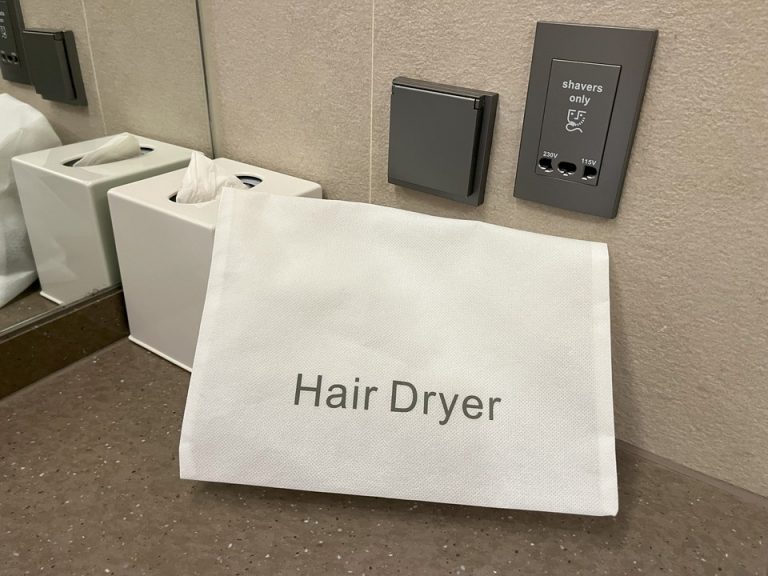 shavers
only
230V 115V
Hair Dryer